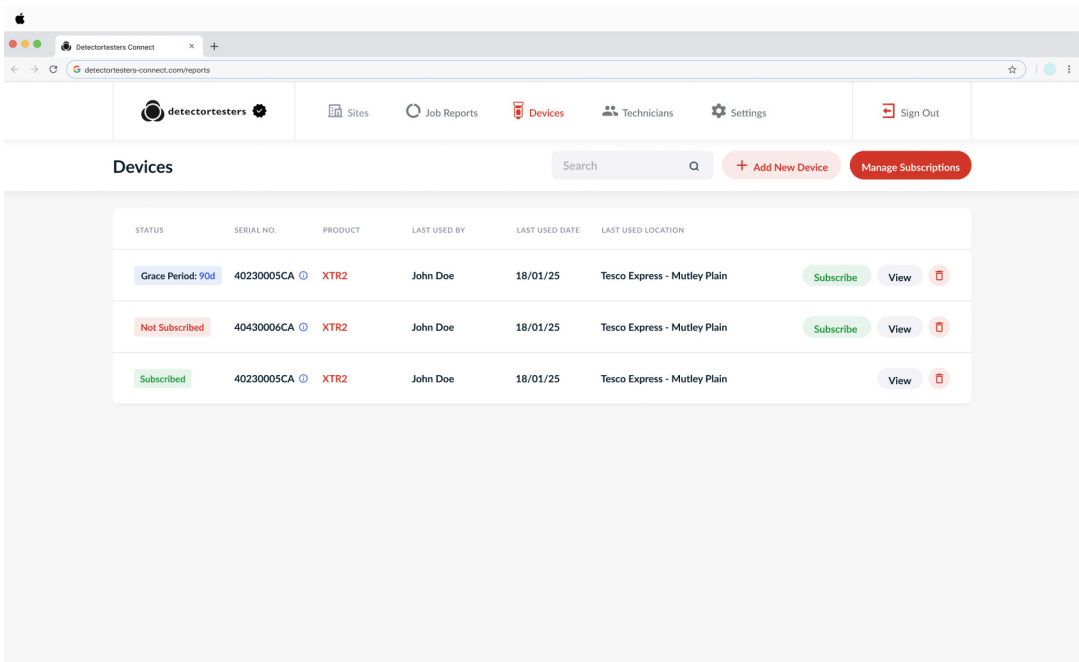 Detectortesters Connect
detectortesters-connect.com/reports
detectortesters
Sites
Job Reports
Devices
Technicians
Settings
Sign Out
Devices
Search
Add New Device
Manage Subscriptions
STATUS SERIAL NO. PRODUCT LAST USED BY LAST USED DATE LAST USED LOCATION
Grace Period: 90d 40230005CA XTR2 John Doe 18/01/25 Tesco Express - Mutley Plain Subscribe View
Not Subscribed 40430006CA XTR2 John Doe 18/01/25 Tesco Express - Mutley Plain Subscribe View
Subscribed 40230005CA XTR2 John Doe 18/01/25 Tesco Express - Mutley Plain View